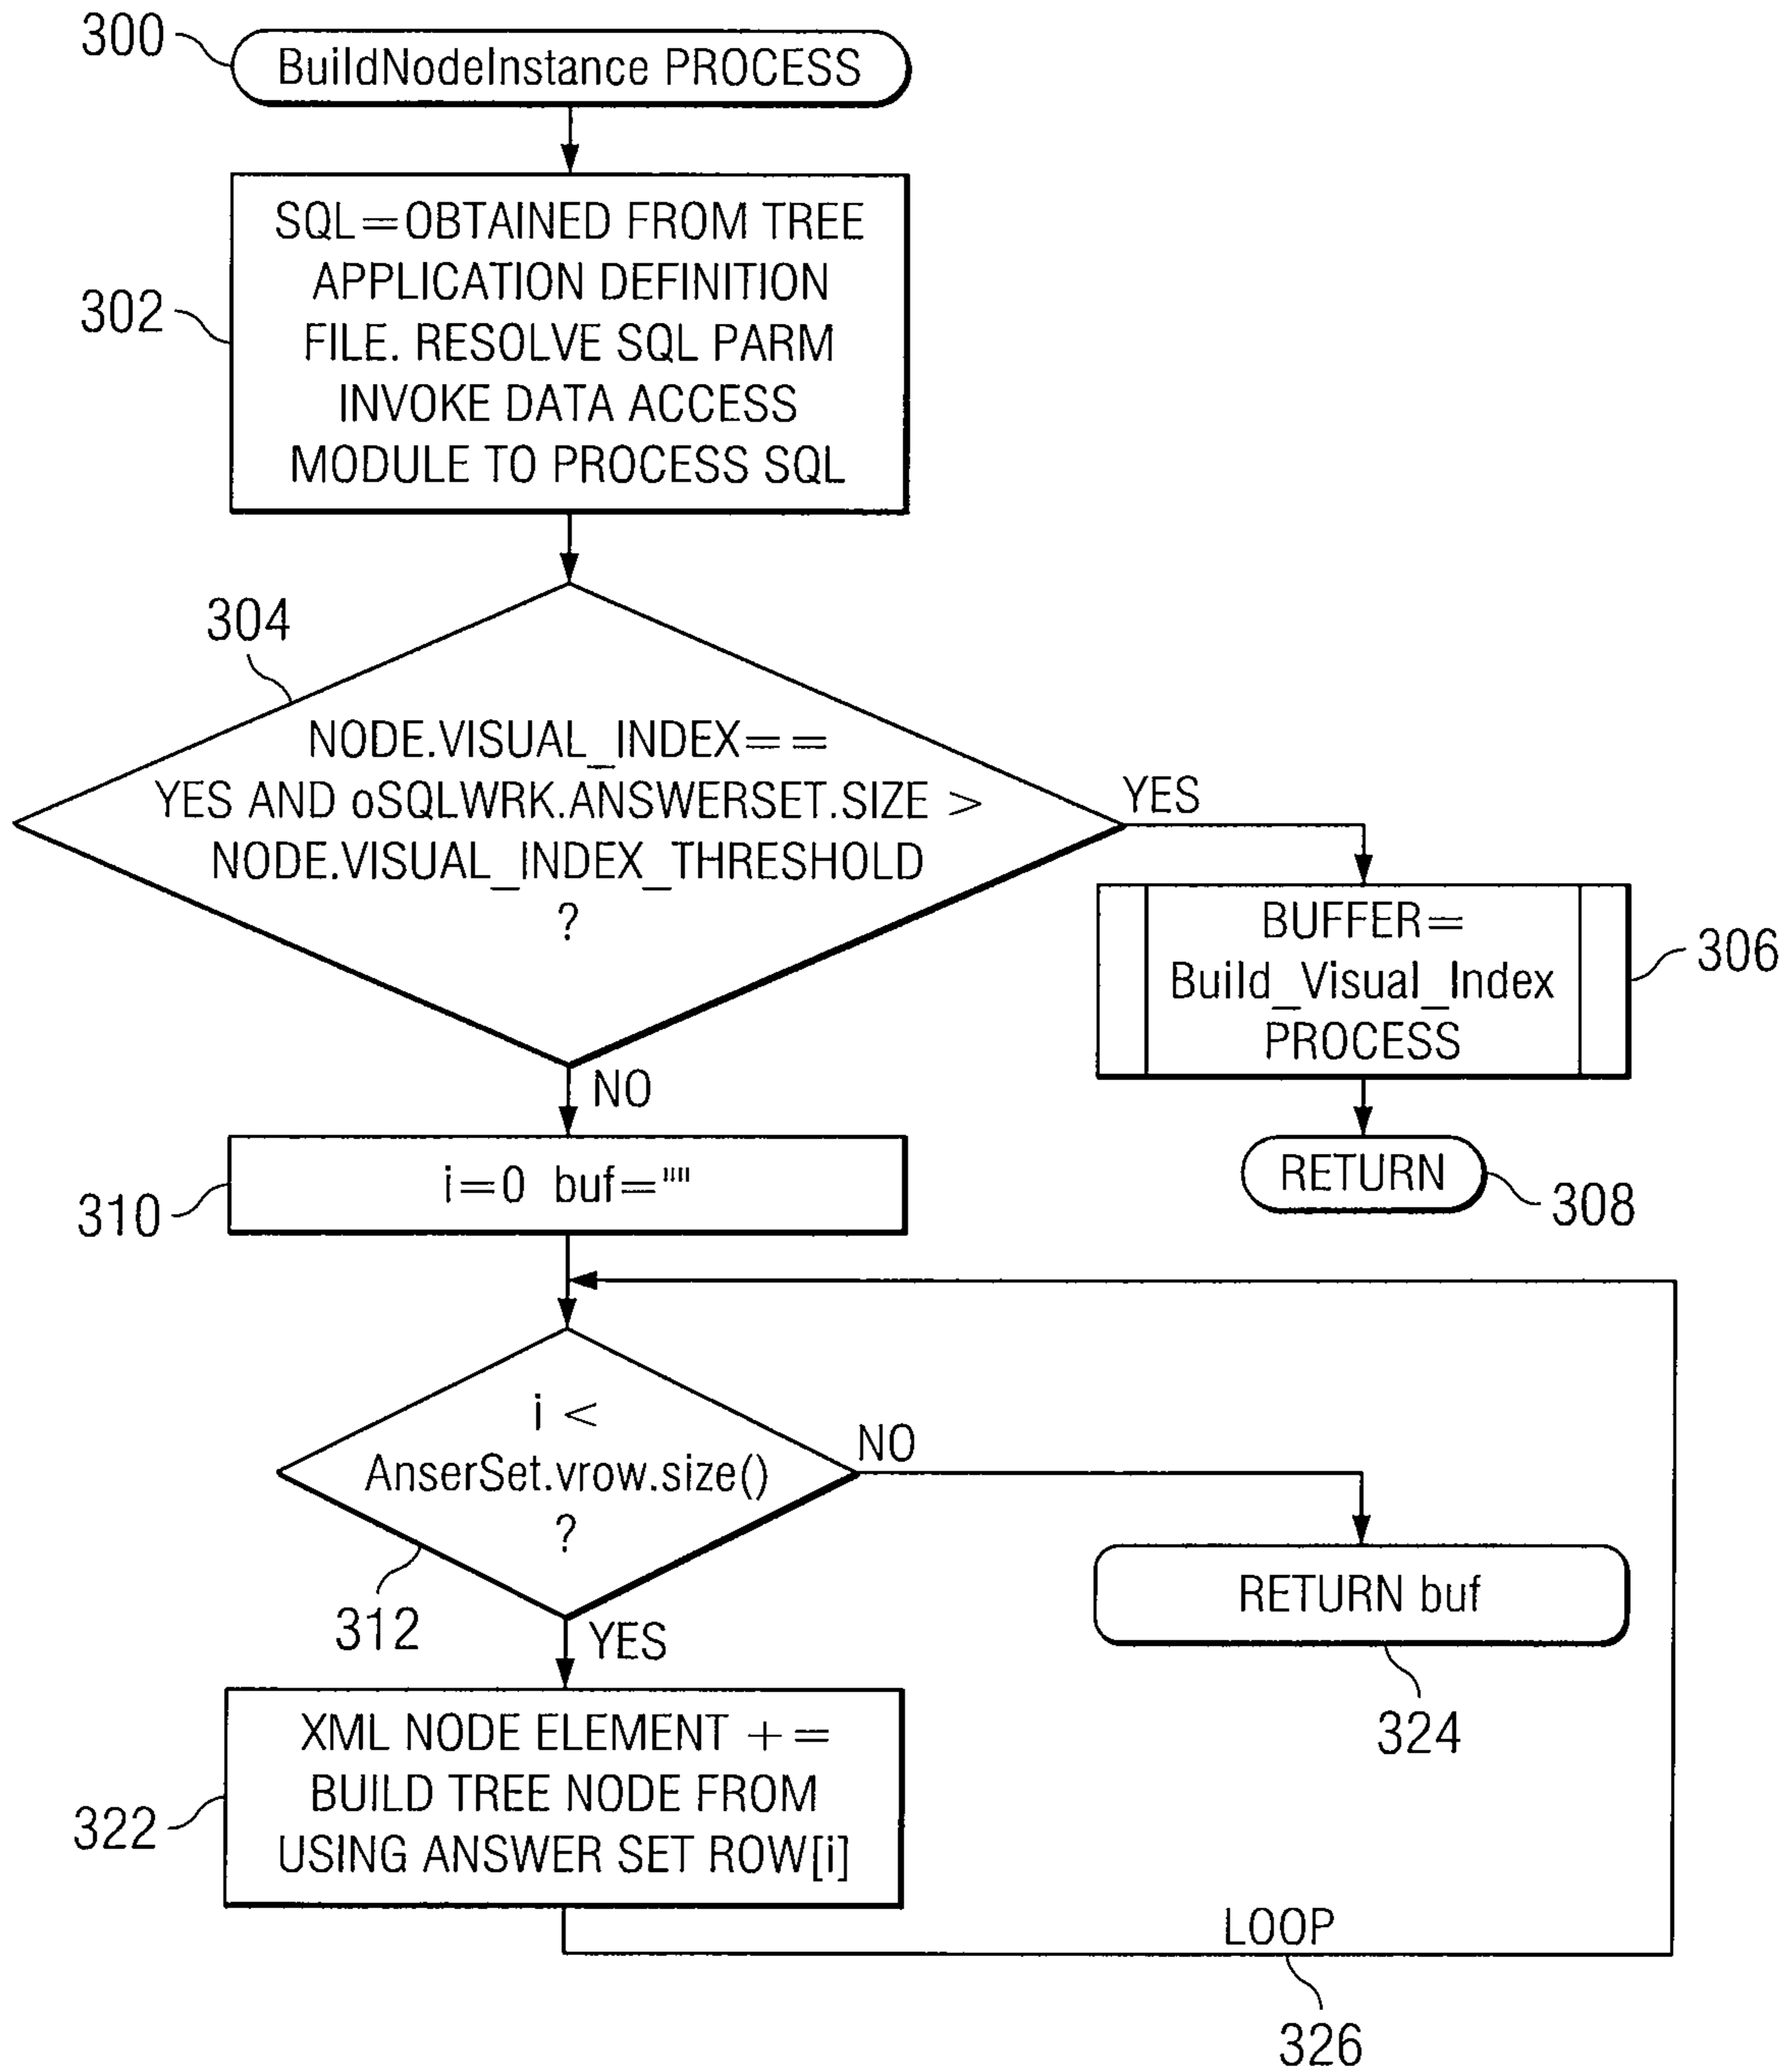 300
BuildNodeInstance PROCESS
302
SQL=OBTAINED FROM TREE
APPLICATION DEFINITION
FILE. RESOLVE SQL PARM
INVOKE DATA ACCESS
MODULE TO PROCESS SQL
304
NODE.VISUAL_INDEX==
YES AND oSQLWRK.ANSWERSET.SIZE >
NODE.VISUAL_INDEX_THRESHOLD
?
YES
BUFFER=
Build_Visual_Index
PROCESS
306
NO
RETURN
308
310
i=0 buf=""
i <
AnserSet.vrow.size()
?
312
NO
RETURN buf
324
YES
322
XML NODE ELEMENT +=
BUILD TREE NODE FROM
USING ANSWER SET ROW[i]
LOOP
326